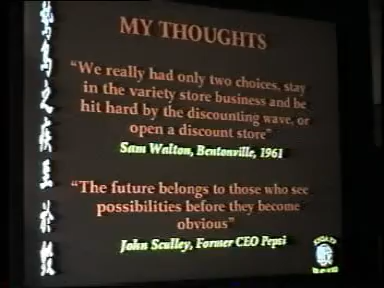 MY THOUGHTS
“We really had only two choices, stay
in the variety store business and be
hit hard by the discounting wave, or
open a discount store”
Sam Walton, Bentonville, 1961
“The future belongs to those who see
possibilities before they become
obvious”
John Sculley, Former CEO Pepsi